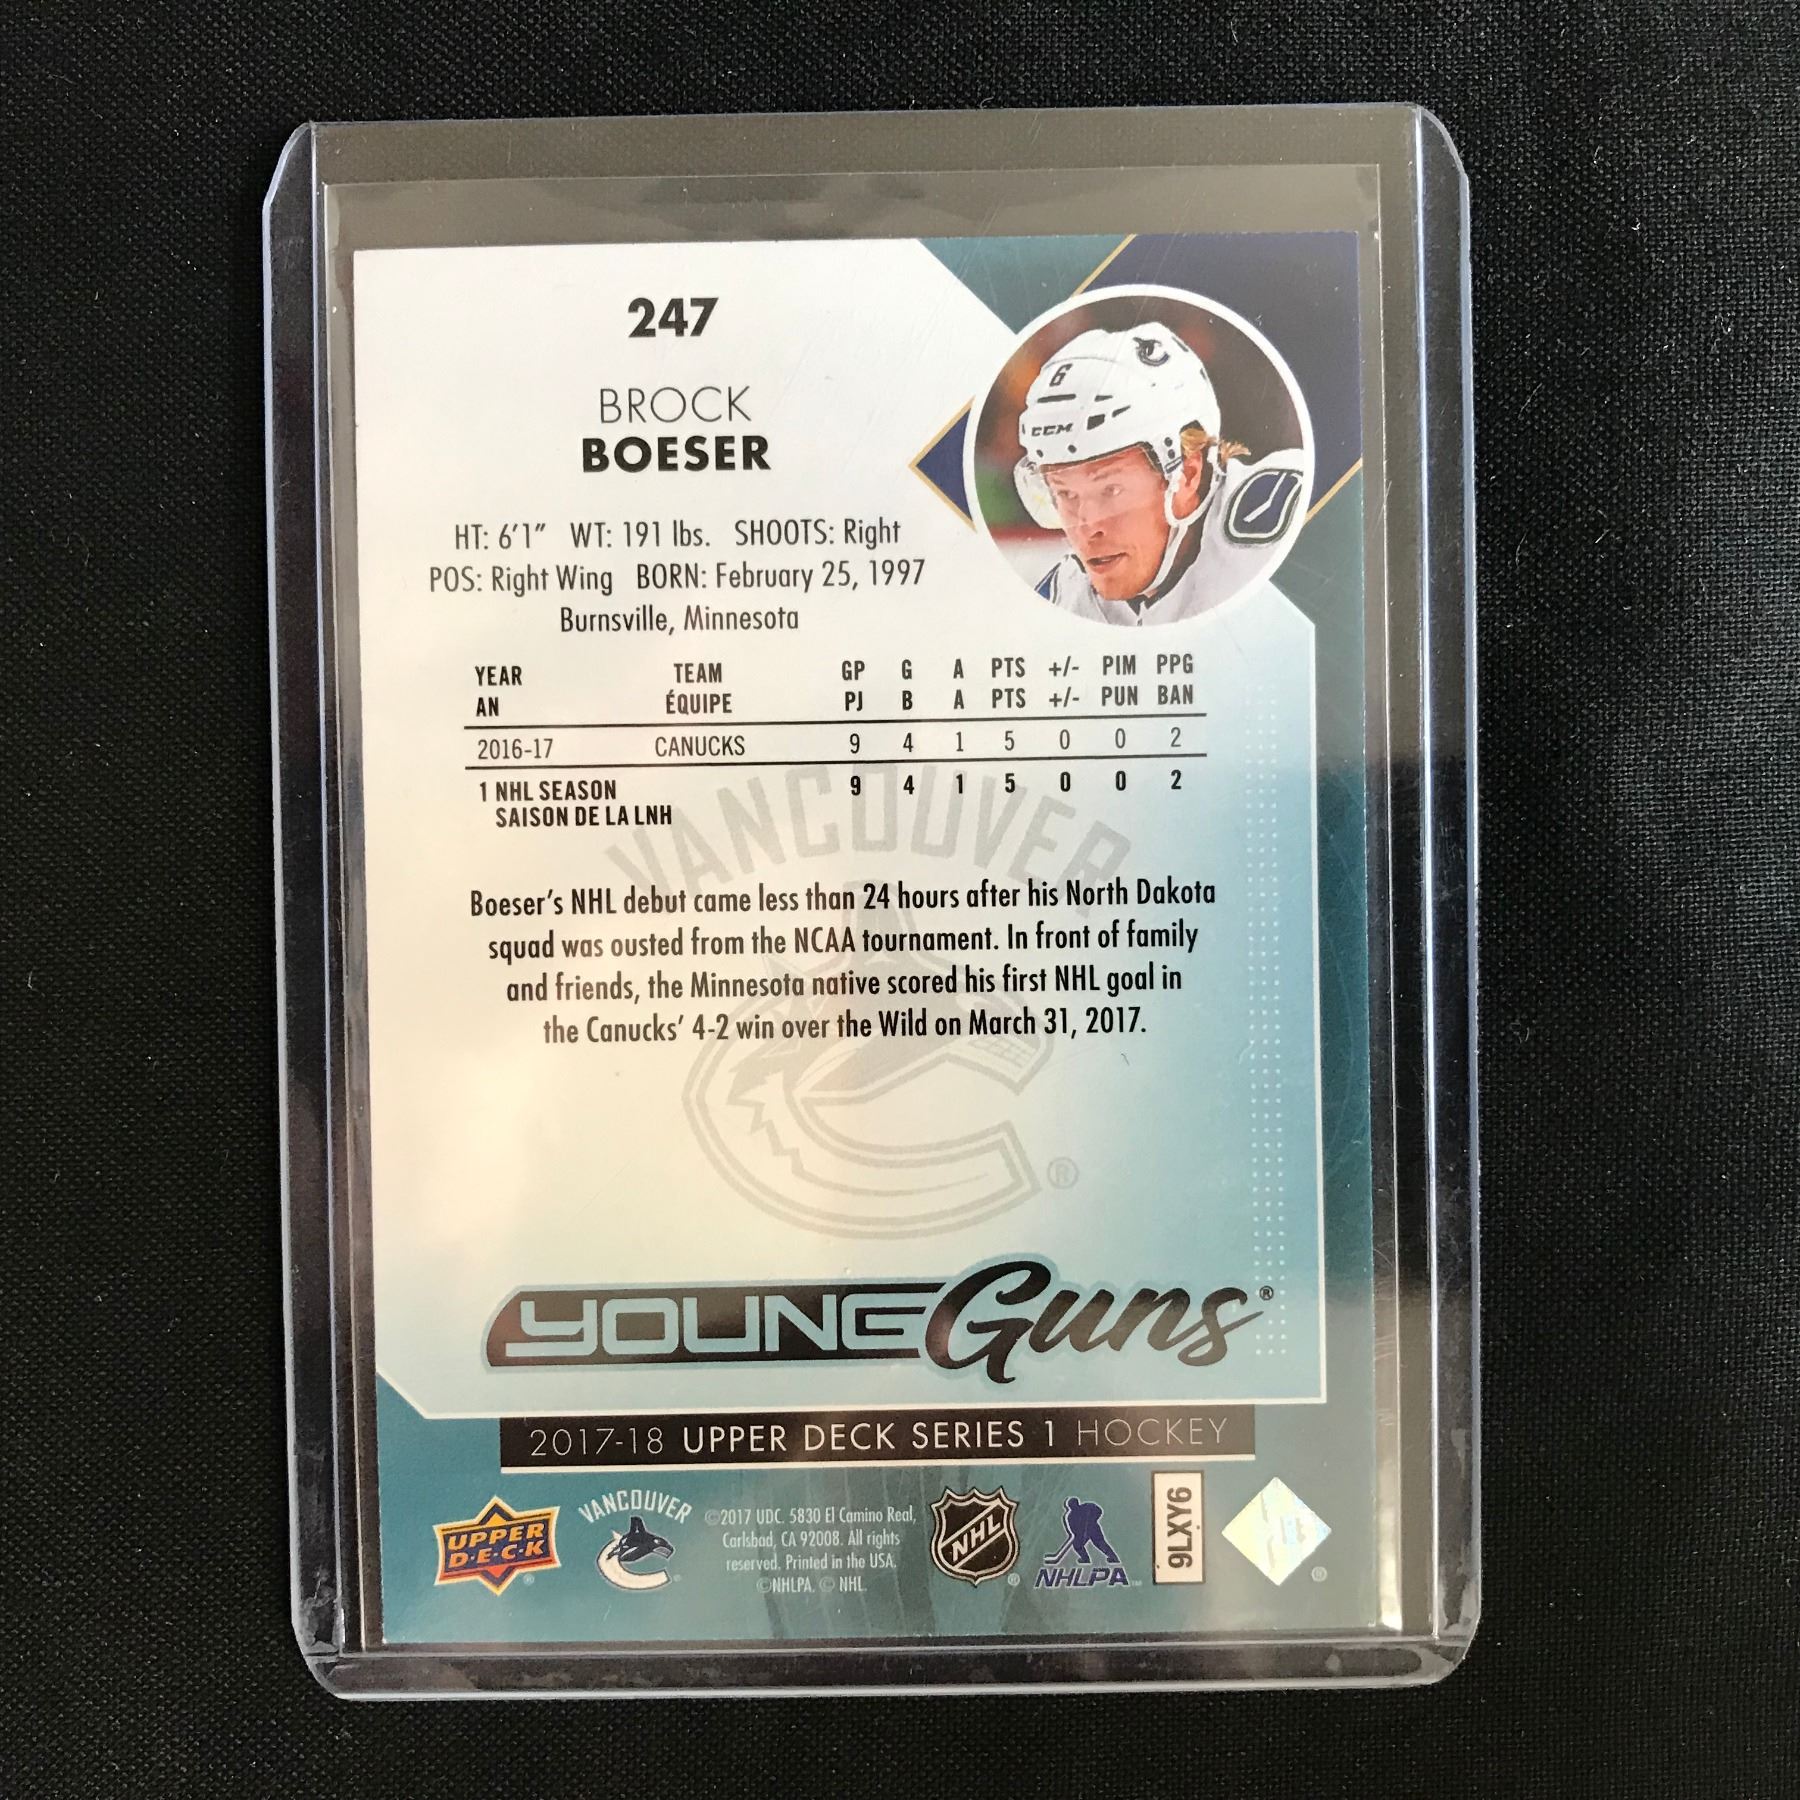 247
BROCK
BOESER
6
CCM
HT: 6'1" WT: 191 lbs. SHOOTS: Right
POS: Right Wing BORN: February 25, 1997
Burnsville, Minnesota
YEAR TEAM GP G A PTS +/- PIM PPG
AN ÉQUIPE PJ B A PTS +/- PUN BAN
2016-17 CANUCKS 9 4 1 5 0 0 2
1 NHL SEASON 9 4 1 5 0 0 2
SAISON DE LA LNH
VANCOUVER
Boeser's NHL debut came less than 24 hours after his North Dakota
squad was ousted from the NCAA tournament. In front of family
and friends, the Minnesota native scored his first NHL goal in
the Canucks' 4-2 win over the Wild on March 31, 2017.
®
YOUNG Guns®
2017-18 UPPER DECK SERIES 1 HOCKEY
UPPER
D·E·C·K ®
VANCOUVER ®
©2017 UDC. 5830 El Camino Real,
Carlsbad, CA 92008. All rights
reserved. Printed in the USA.
©NHLPA. © NHL.
NHL ®
NHLPA™
9LXY6
®